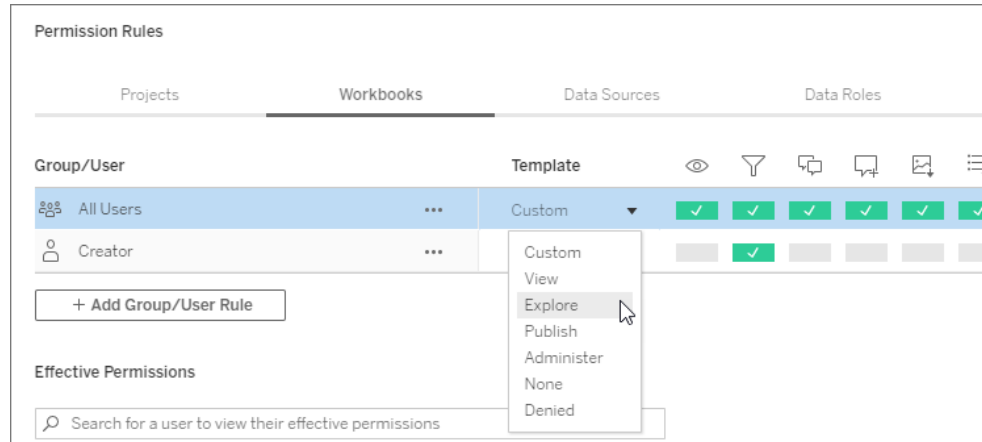 Permission Rules
Projects Workbooks Data Sources Data Roles
Group/User Template
All Users ••• Custom
Creator •••
Custom
View
+ Add Group/User Rule
Explore
Publish
Administer
Effective Permissions
None
Denied
Search for a user to view their effective permissions